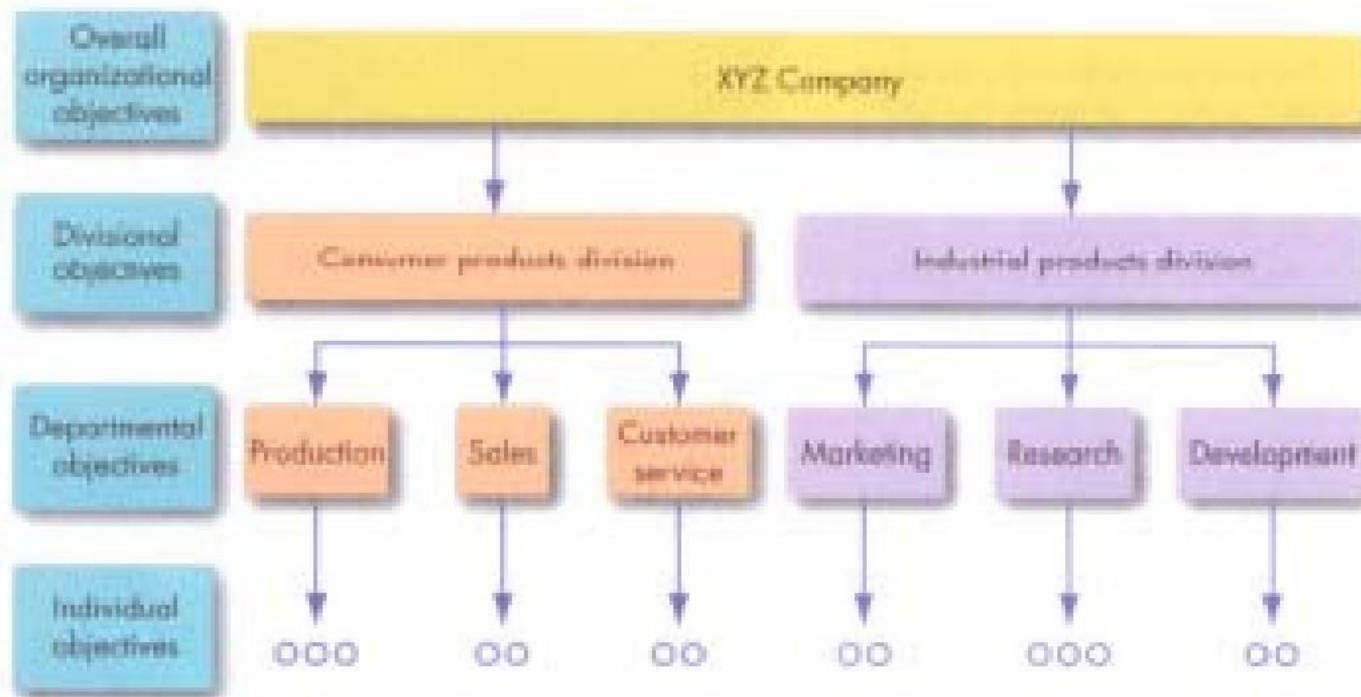 Overall
organizational
objectives
XYZ Company
Divisional
objectives
Consumer products division
Industrial products division
Departmental
objectives
Production
Sales
Customer
service
Marketing
Research
Development
Individual
objectives